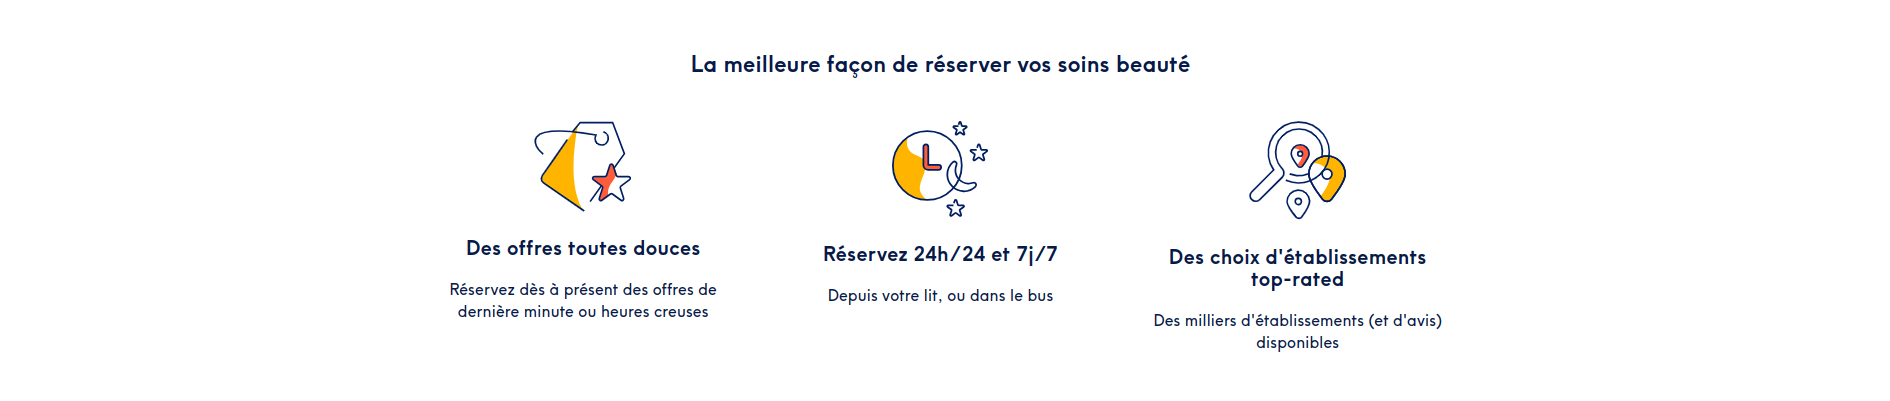 La meilleure façon de réserver vos soins beauté
Des offres toutes douces
Réservez dès à présent des offres de
dernière minute ou heures creuses
Réservez 24h/24 et 7j/7
Depuis votre lit, ou dans le bus
Des choix d'établissements
top-rated
Des milliers d'établissements (et d'avis)
disponibles